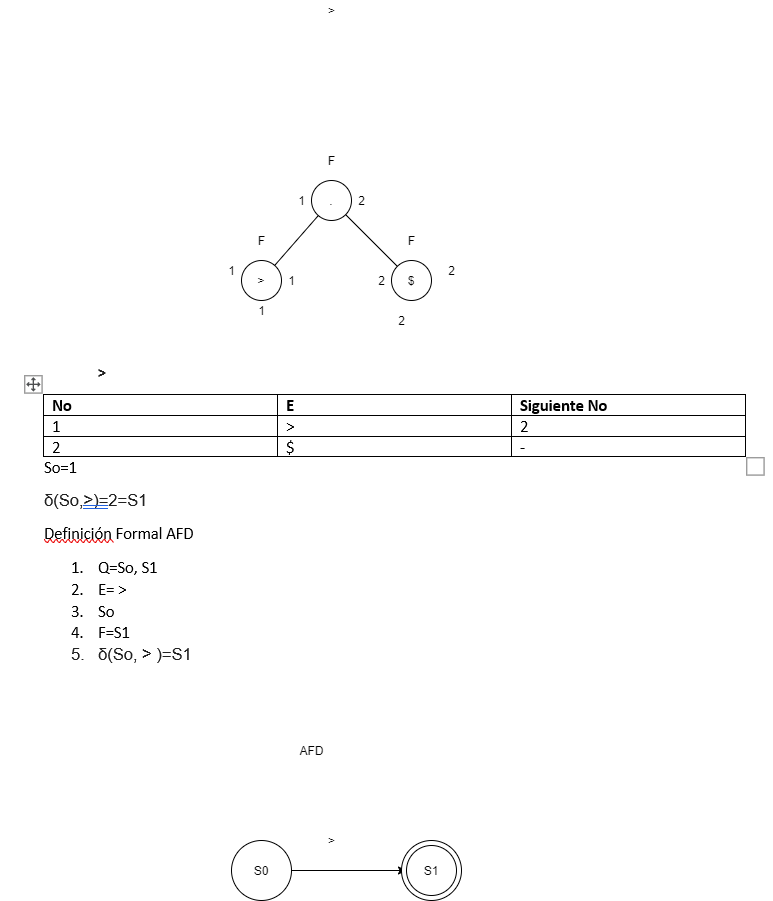 >
F
1 . 2
F F
1 > 1 2 $ 2
1
2
>
No E Siguiente No
1 > 2
2 $ -
So=1
δ(So,>)=2=S1
Definición Formal AFD
1. Q=So, S1
2. E= >
3. So
4. F=S1
5. δ(So, > )=S1
AFD
>
S0 S1